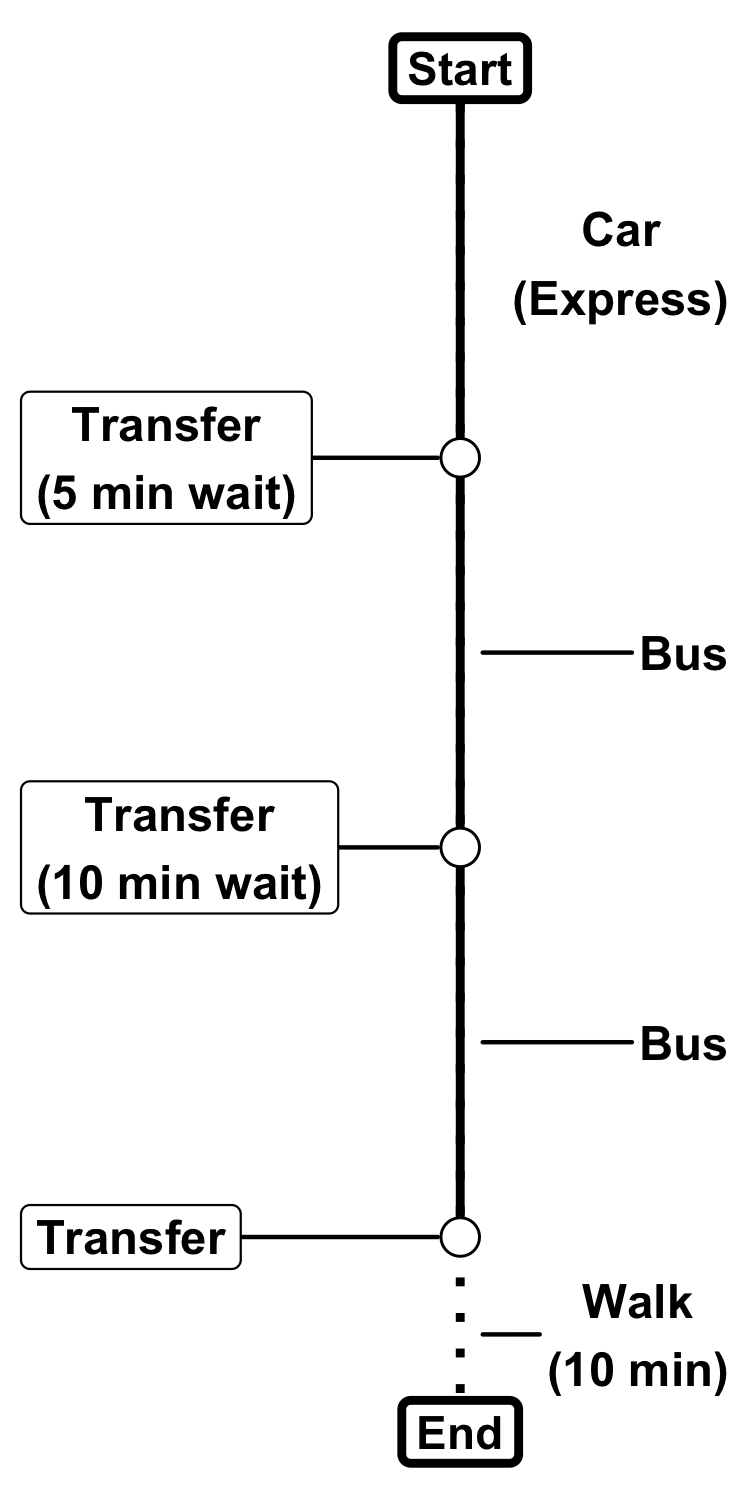 Start
Car
(Express)
Transfer
(5 min wait)
Bus
Transfer
(10 min wait)
Bus
Transfer
Walk
(10 min)
End